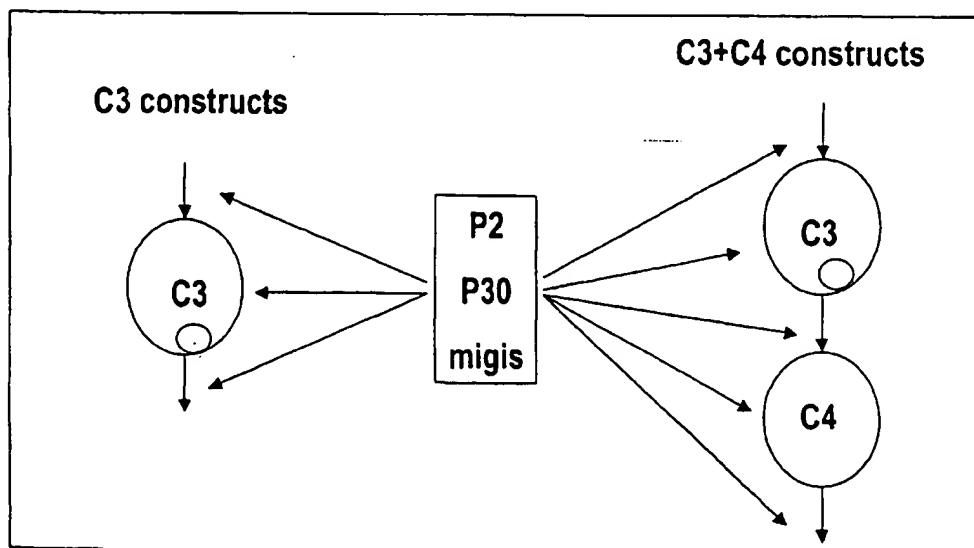 C3+C4 constructs
C3 constructs
P2
P30
migis
C3
C3
C4